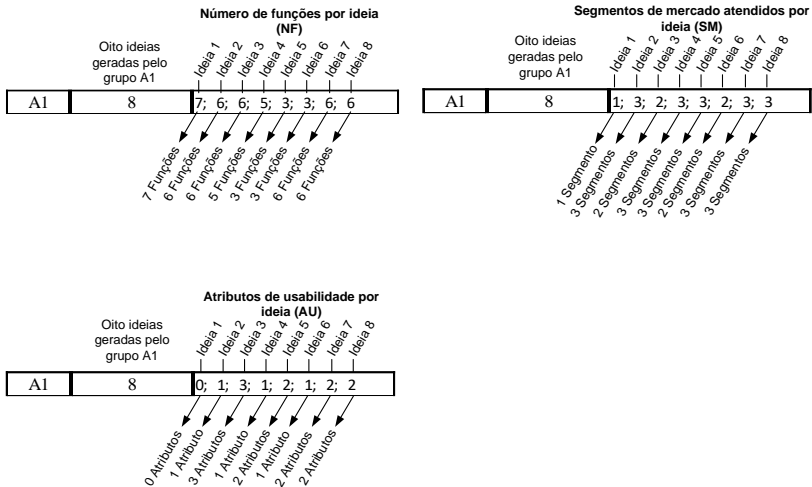 Número de funções por ideia
(NF)
Oito ideias
geradas pelo
grupo A1
Ideia 1
Ideia 2
Ideia 3
Ideia 4
Ideia 5
Ideia 6
Ideia 7
Ideia 8
A1 8 7; 6; 6; 5; 3; 3; 6; 6
7 Funções
6 Funções
6 Funções
5 Funções
3 Funções
3 Funções
6 Funções
6 Funções
Segmentos de mercado atendidos por
ideia (SM)
Oito ideias
geradas pelo
grupo A1
Ideia 1
Ideia 2
Ideia 3
Ideia 4
Ideia 5
Ideia 6
Ideia 7
Ideia 8
A1 8 1; 3; 2; 3; 3; 2; 3; 3
1 Segmento
3 Segmentos
2 Segmentos
3 Segmentos
3 Segmentos
2 Segmentos
3 Segmentos
3 Segmentos
Atributos de usabilidade por
ideia (AU)
Oito ideias
geradas pelo
grupo A1
Ideia 1
Ideia 2
Ideia 3
Ideia 4
Ideia 5
Ideia 6
Ideia 7
Ideia 8
A1 8 0; 1; 3; 1; 2; 1; 2; 2
0 Atributos
1 Atributo
3 Atributos
1 Atributo
2 Atributos
1 Atributo
2 Atributos
2 Atributos